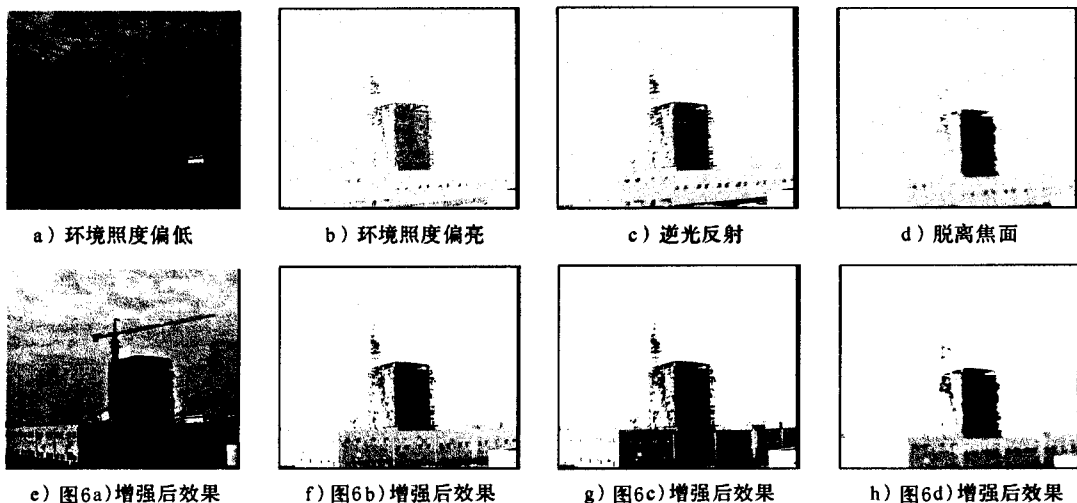 a）环境照度偏低
b）环境照度偏亮
c）逆光反射
d）脱离焦面
e）图6a)增强后效果
f）图6b)增强后效果
g）图6c)增强后效果
h）图6d)增强后效果